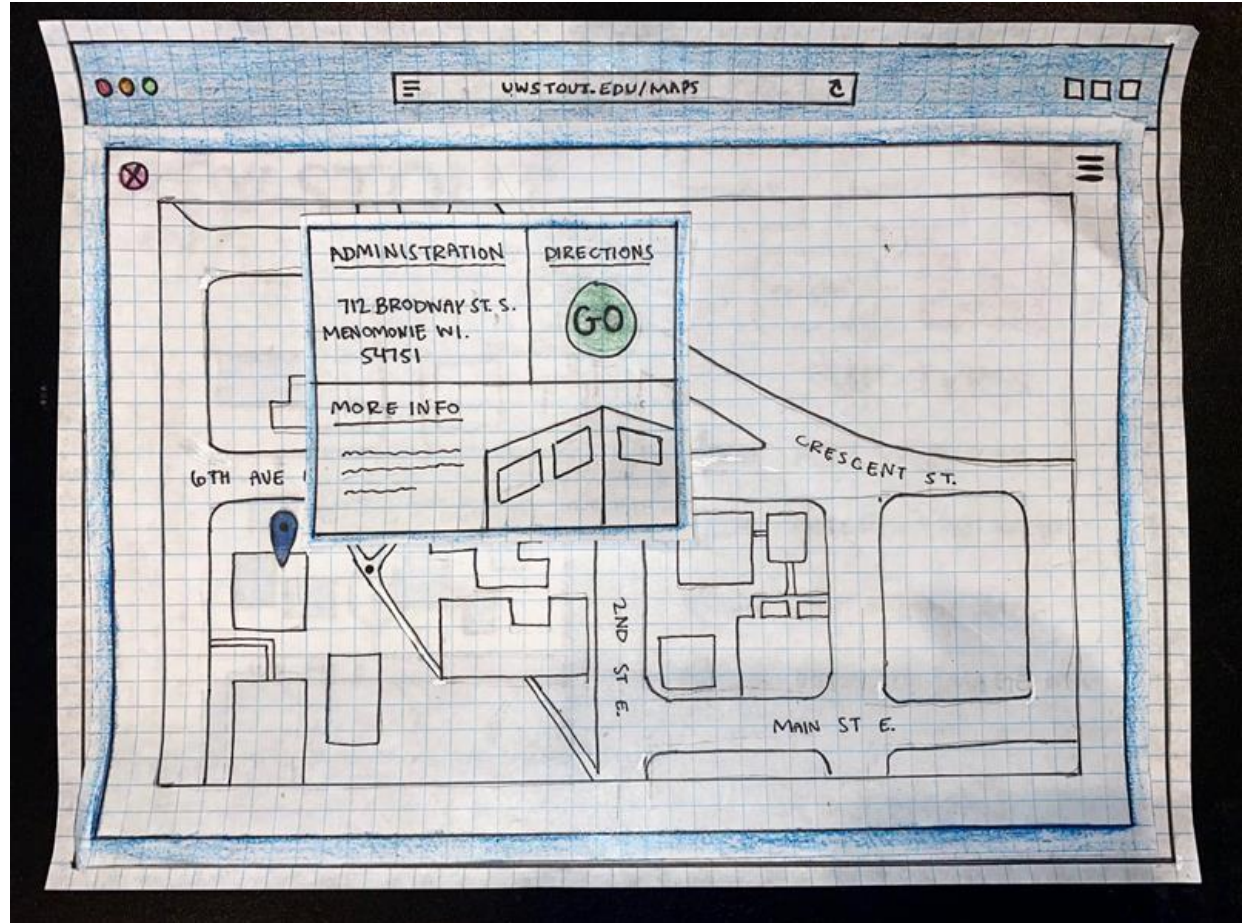 UWSTOUT.EDU/MAPS
ADMINISTRATION
712 BRODWAY ST. S.
MENOMONIE WI.
54751
DIRECTIONS
GO
MORE INFO
6TH AVE
CRESCENT ST.
2ND ST E.
MAIN ST E.